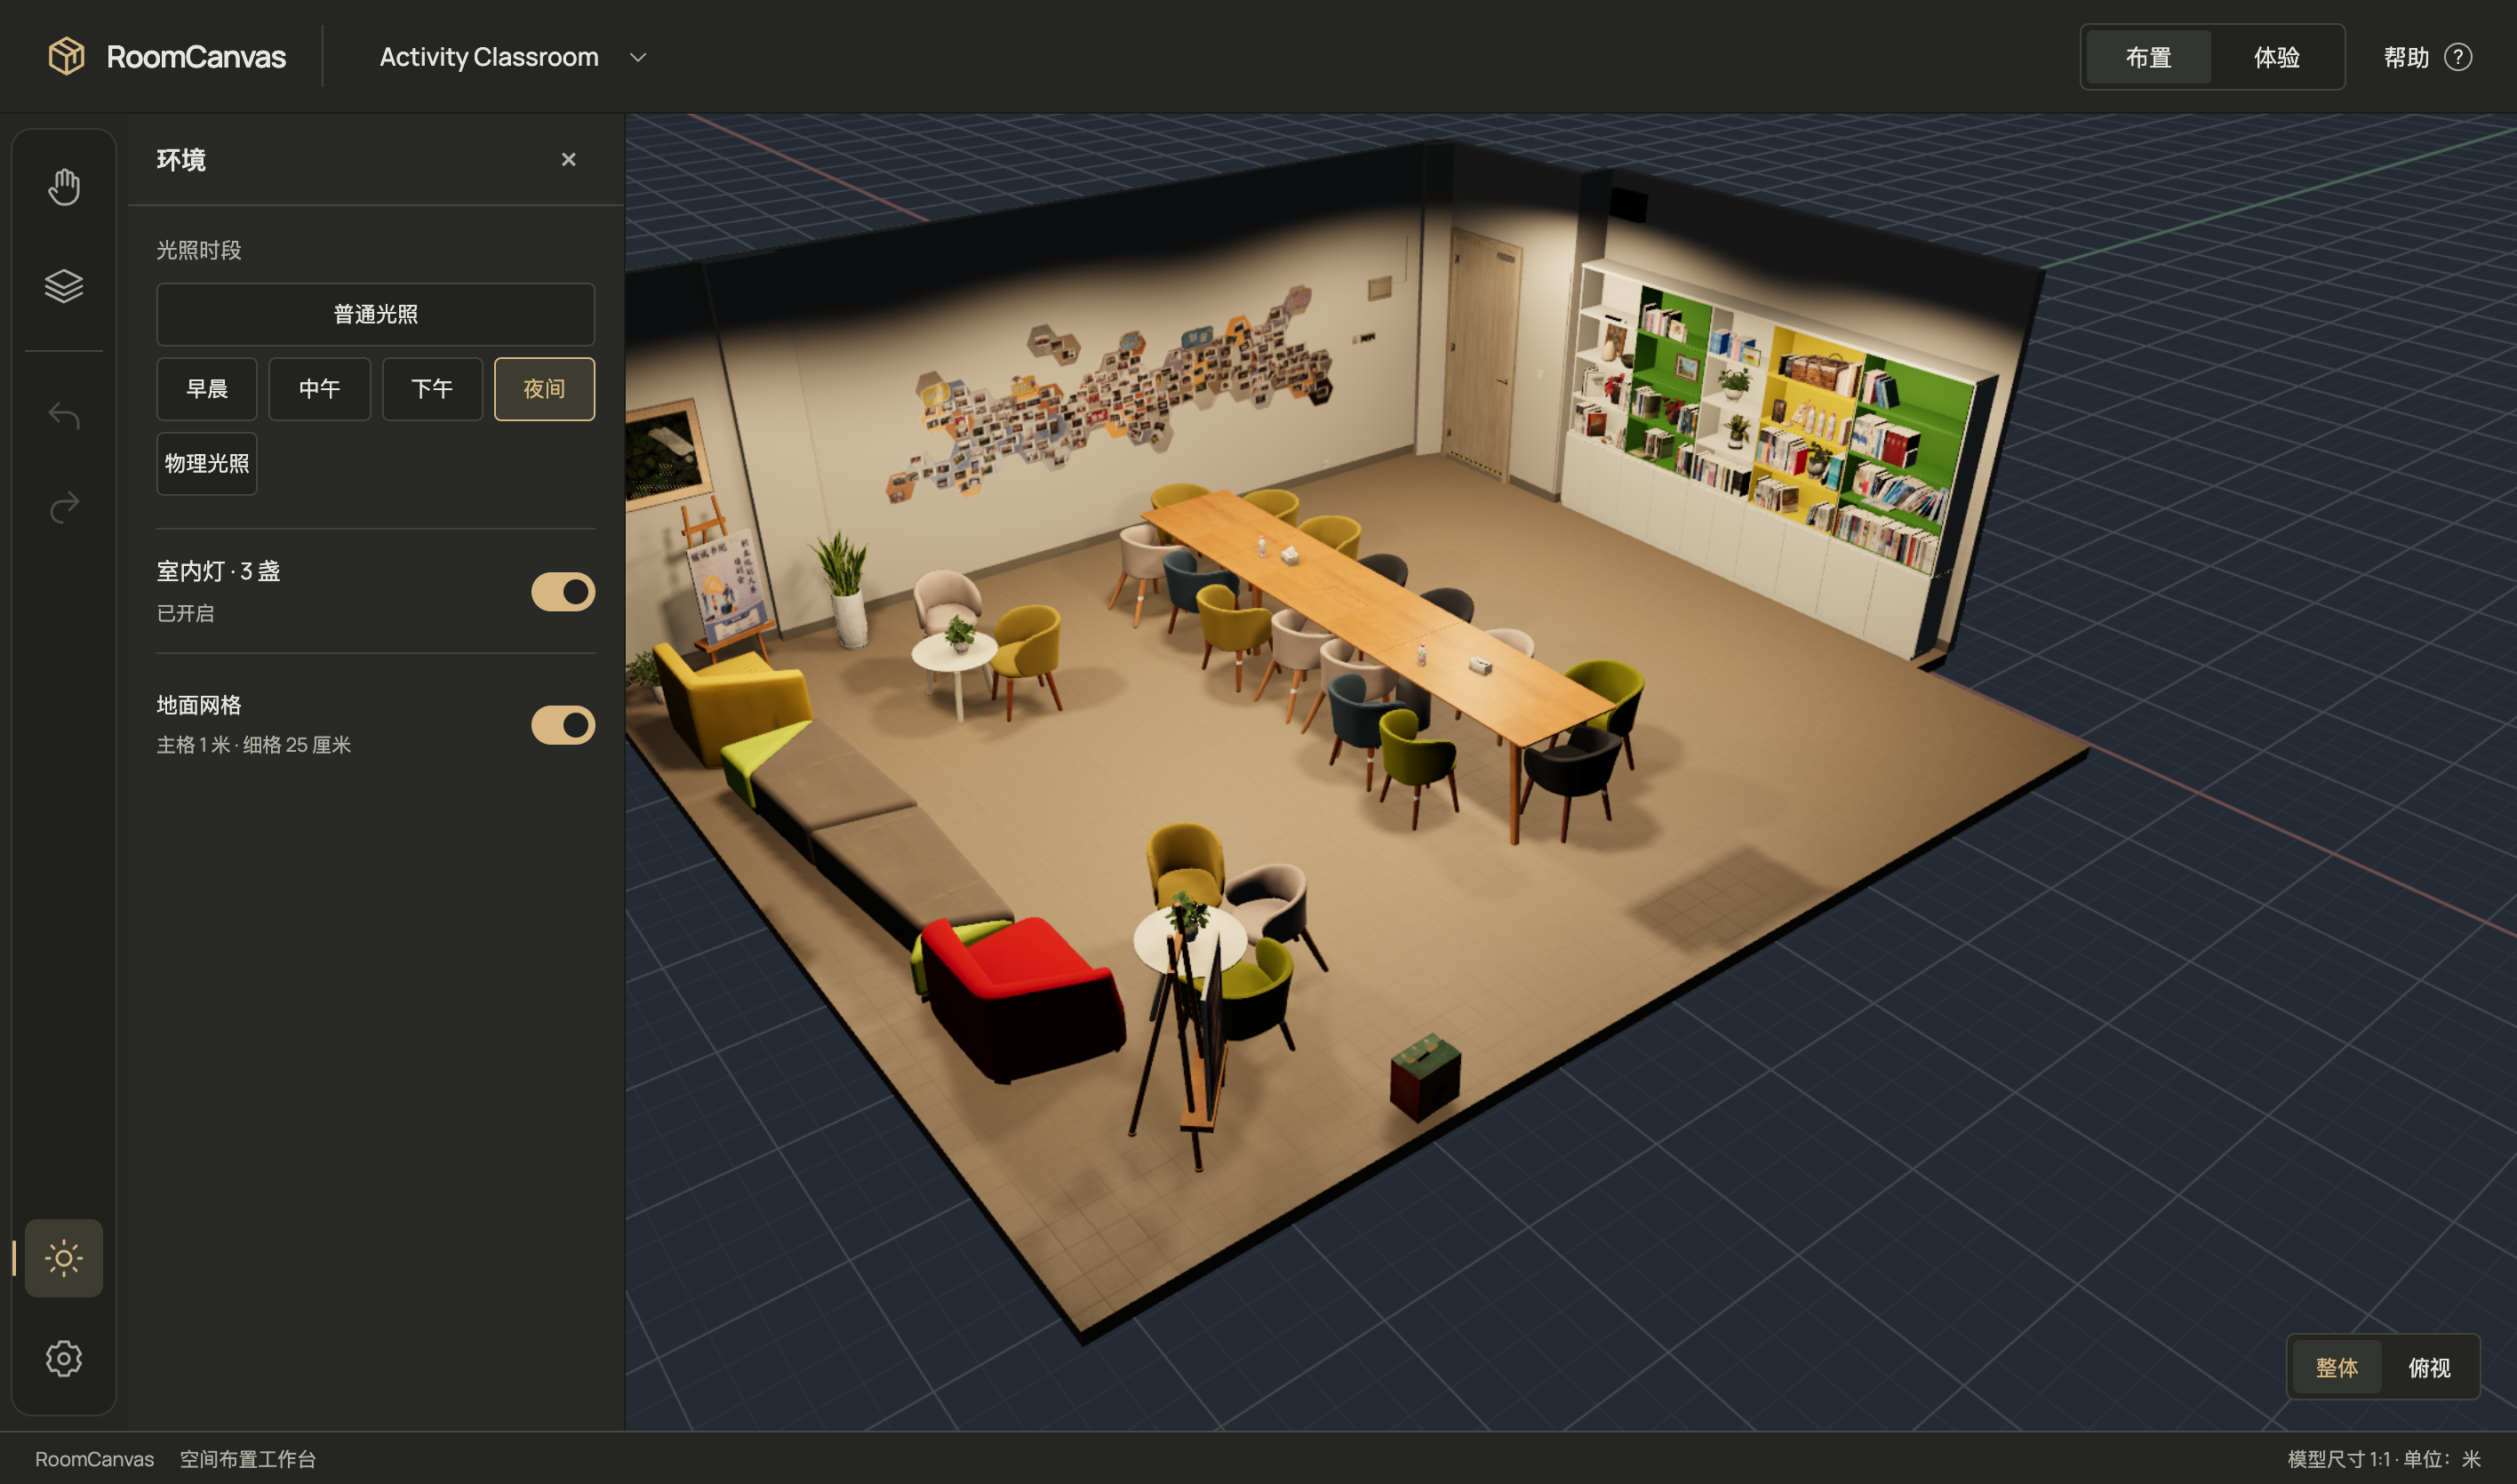 RoomCanvas
Activity Classroom
布置
体验
帮助 ?
环境
光照时段
普通光照
早晨
中午
下午
夜间
物理光照
室内灯 · 3 盏
已开启
地面网格
主格 1 米 · 细格 25 厘米
整体
俯视
RoomCanvas
空间布置工作台
模型尺寸 1:1 · 单位：米